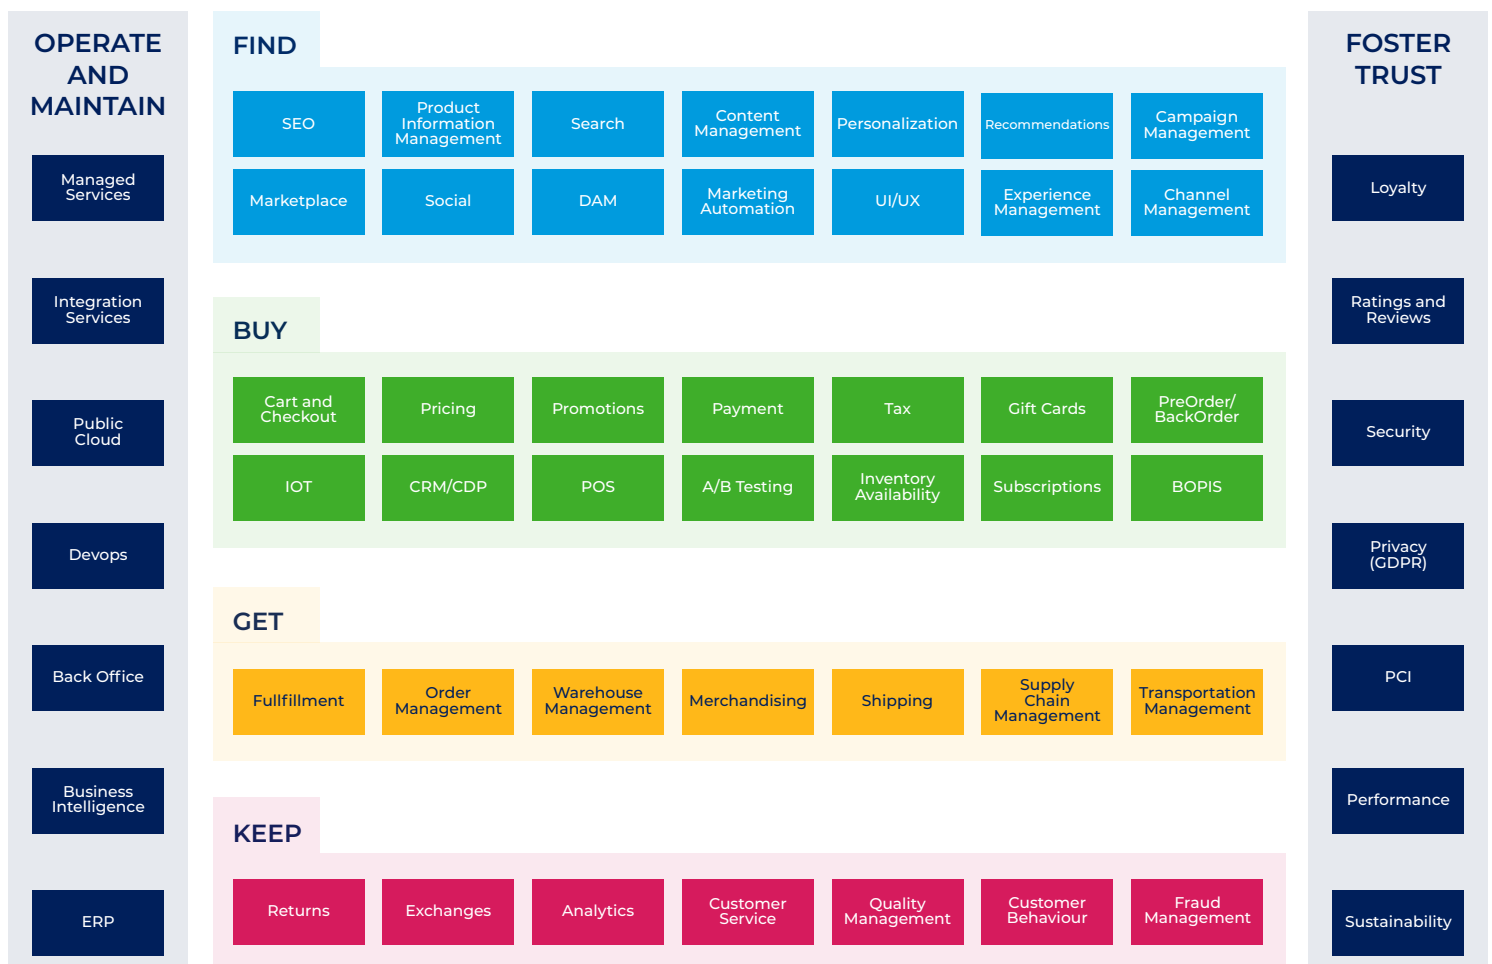 OPERATE
AND
MAINTAIN
Managed
Services
Integration
Services
Public
Cloud
Devops
Back Office
Business
Intelligence
ERP
FIND
SEO
Product
Information
Management
Search
Content
Management
Personalization
Recommendations
Campaign
Management
Marketplace
Social
DAM
Marketing
Automation
UI/UX
Experience
Management
Channel
Management
BUY
Cart and
Checkout
Pricing
Promotions
Payment
Tax
Gift Cards
PreOrder/
BackOrder
IOT
CRM/CDP
POS
A/B Testing
Inventory
Availability
Subscriptions
BOPIS
GET
Fullfillment
Order
Management
Warehouse
Management
Merchandising
Shipping
Supply
Chain
Management
Transportation
Management
KEEP
Returns
Exchanges
Analytics
Customer
Service
Quality
Management
Customer
Behaviour
Fraud
Management
FOSTER
TRUST
Loyalty
Ratings and
Reviews
Security
Privacy
(GDPR)
PCI
Performance
Sustainability